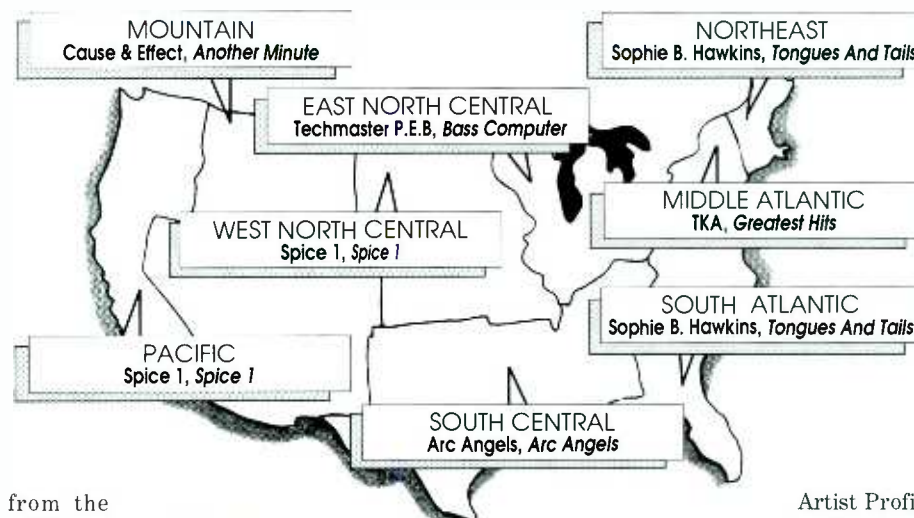 MOUNTAIN
Cause & Effect, Another Minute
NORTHEAST
Sophie B. Hawkins, Tongues And Tails
EAST NORTH CENTRAL
Techmaster P.E.B, Bass Computer
MIDDLE ATLANTIC
TKA, Greatest Hits
WEST NORTH CENTRAL
Spice 1, Spice 1
SOUTH ATLANTIC
Sophie B. Hawkins, Tongues And Tails
PACIFIC
Spice 1, Spice 1
SOUTH CENTRAL
Arc Angels, Arc Angels
from the
Artist Profi